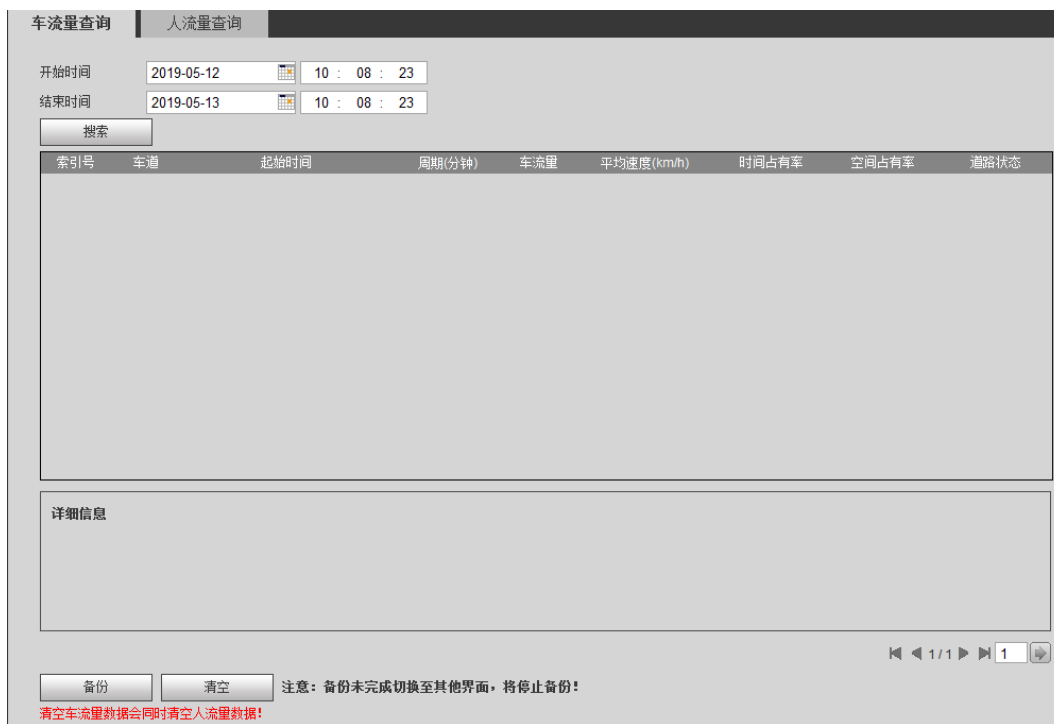 车流量查询 人流量查询
开始时间 2019-05-12 10 : 08 : 23
结束时间 2019-05-13 10 : 08 : 23
搜索
索引号 车道 起始时间 周期(分钟) 车流量 平均速度(km/h) 时间占有率 空间占有率 道路状态
详细信息
1/1 1
备份 清空 注意：备份未完成切换至其他界面，将停止备份！
清空车流量数据会同时清空人流量数据！